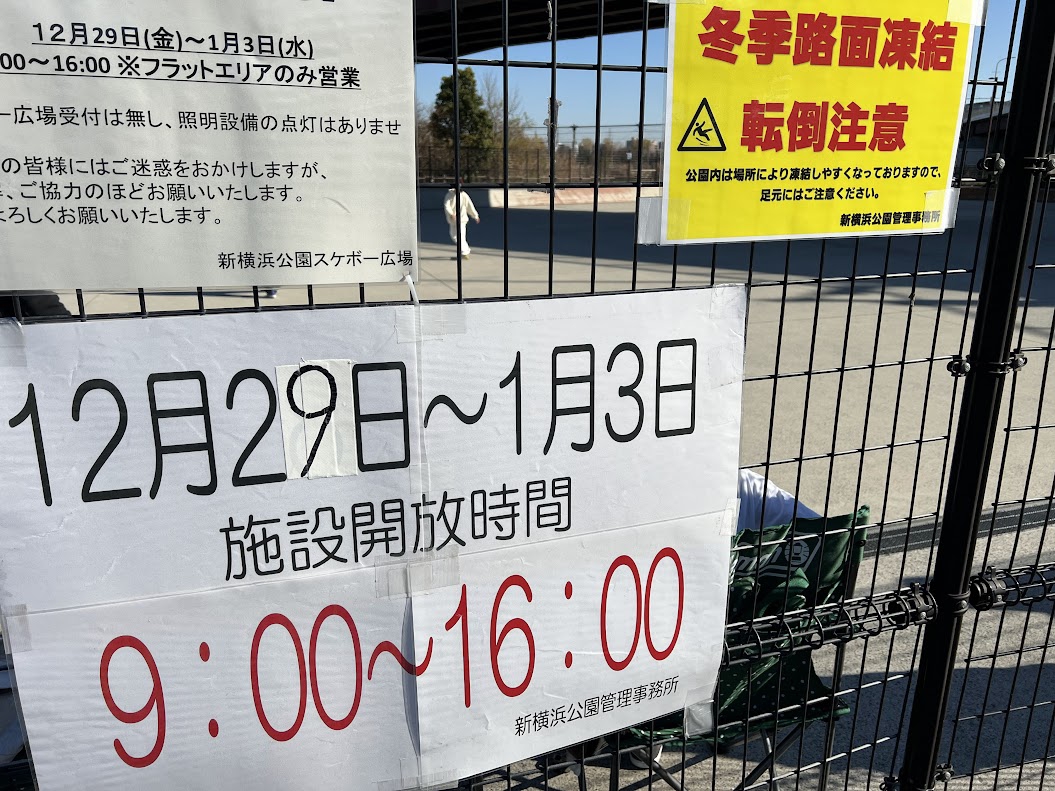 12月29日(金)～1月3日(水)
00～16:00 ※フラットエリアのみ営業
ー広場受付は無し、照明設備の点灯はありませ
の皆様にはご迷惑をおかけしますが、
、ご協力のほどお願いいたします。
よろしくお願いいたします。
新横浜公園スケボー広場
冬季路面凍結
転倒注意
公園内は場所により凍結しやすくなっておりますので、
足元にはご注意ください。
新横浜公園管理事務所
12月29日～1月3日
施設開放時間
9：00～16：00
新横浜公園管理事務所